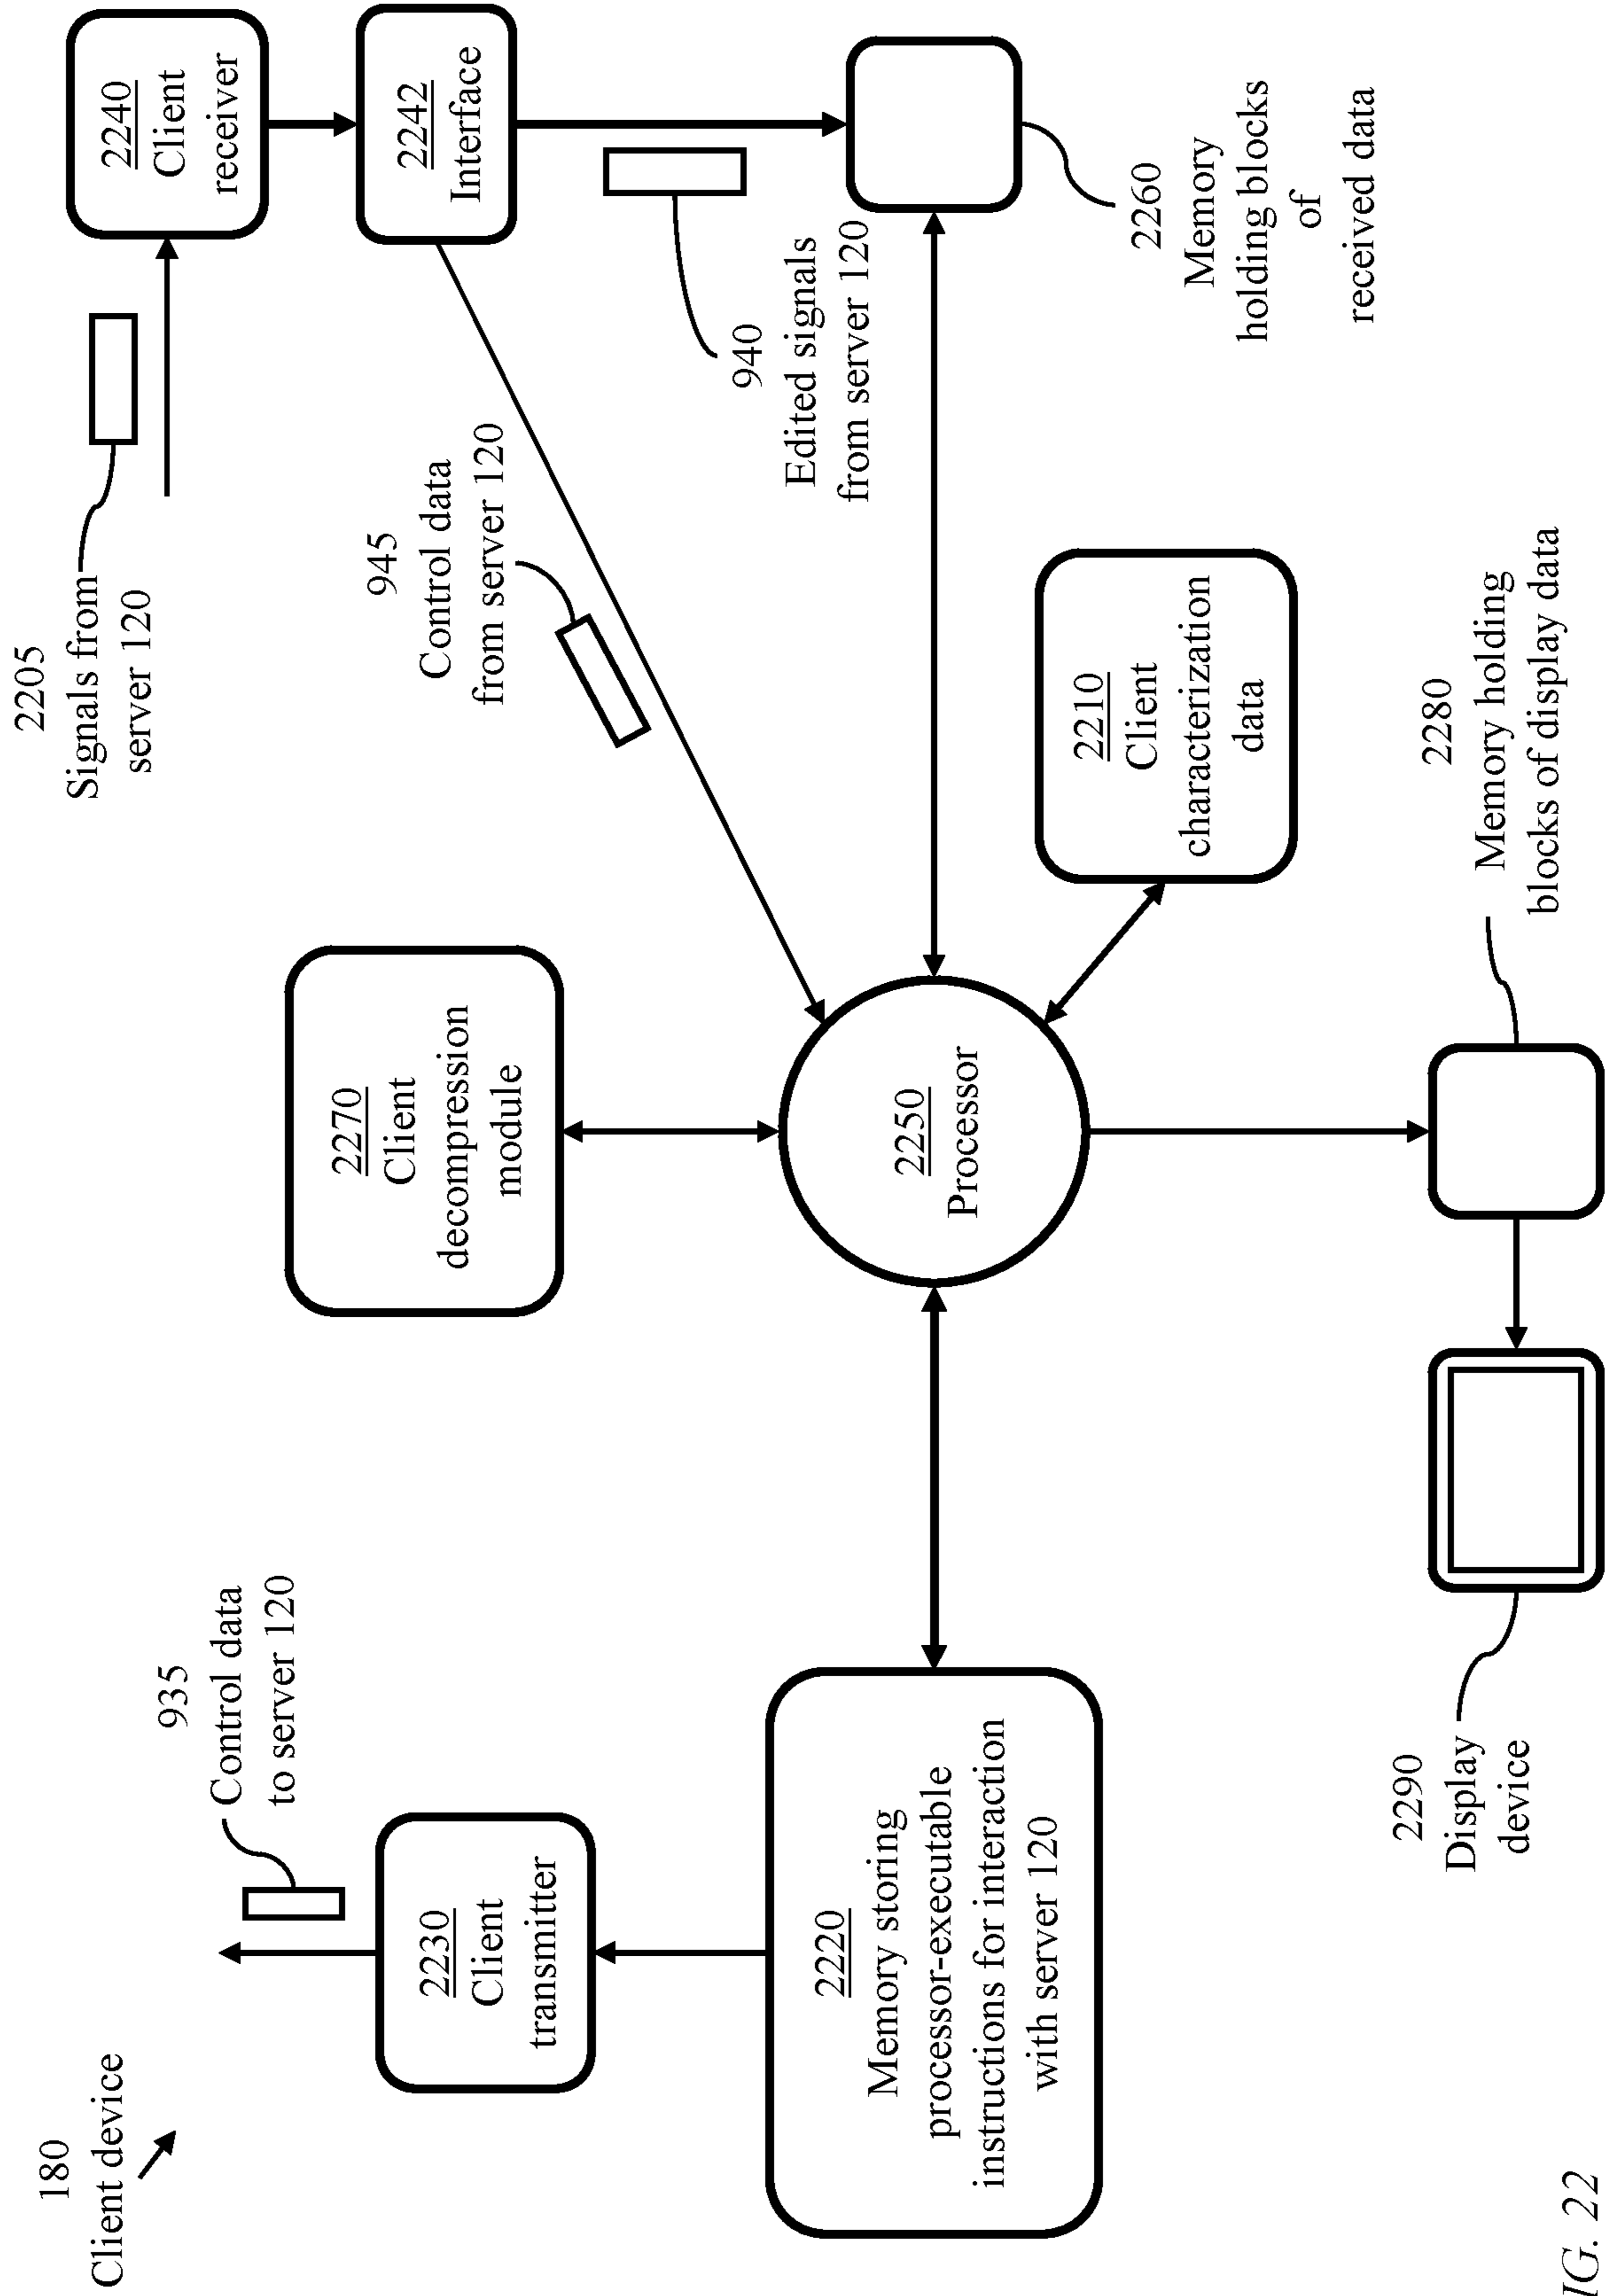 180
Client device
935
Control data
to server 120
2205
Signals from
server 120
2240
Client
receiver
2230
Client
transmitter
2270
Client
decompression
module
945
Control data
from server 120
2242
Interface
940
Edited signals
from server 120
2220
Memory storing
processor-executable
instructions for interaction
with server 120
2250
Processor
2210
Client
characterization
data
2260
Memory
holding blocks
of
received data
2290
Display
device
2280
Memory holding
blocks of display data
IG. 22